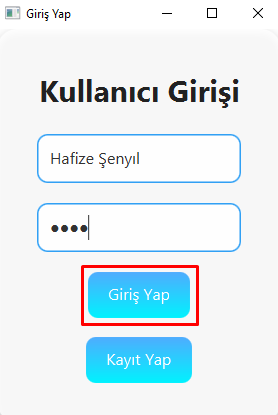 Giriş Yap
Kullanıcı Girişi
Hafize Şenyıl
••••
Giriş Yap
Kayıt Yap